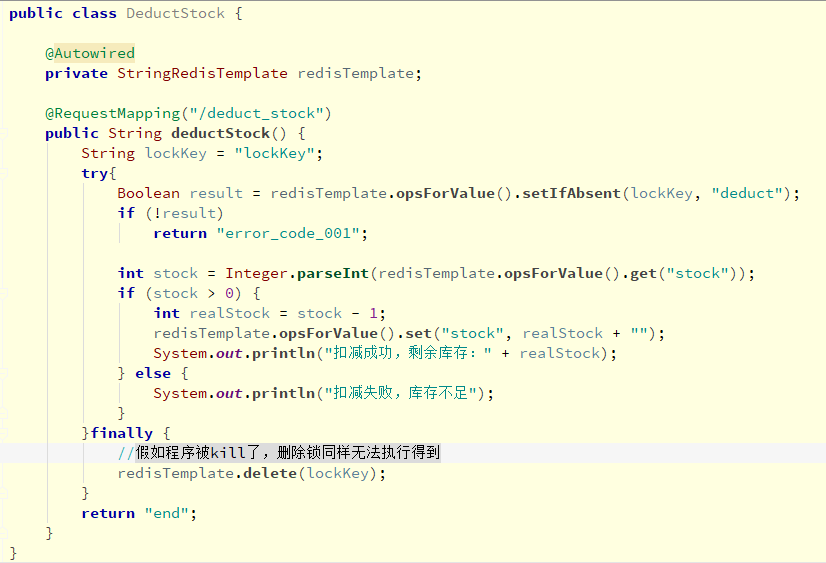 public class DeductStock {
@Autowired
private StringRedisTemplate redisTemplate;
@RequestMapping("/deduct_stock")
public String deductStock() {
String lockKey = "lockKey";
try{
Boolean result = redisTemplate.opsForValue().setIfAbsent(lockKey, "deduct");
if (!result)
return "error_code_001";
int stock = Integer.parseInt(redisTemplate.opsForValue().get("stock"));
if (stock > 0) {
int realStock = stock - 1;
redisTemplate.opsForValue().set("stock", realStock + "");
System.out.println("扣减成功，剩余库存：" + realStock);
} else {
System.out.println("扣减失败，库存不足");
}
}finally {
//假如程序被kill了，删除锁同样无法执行得到
redisTemplate.delete(lockKey);
}
return "end";
}
}